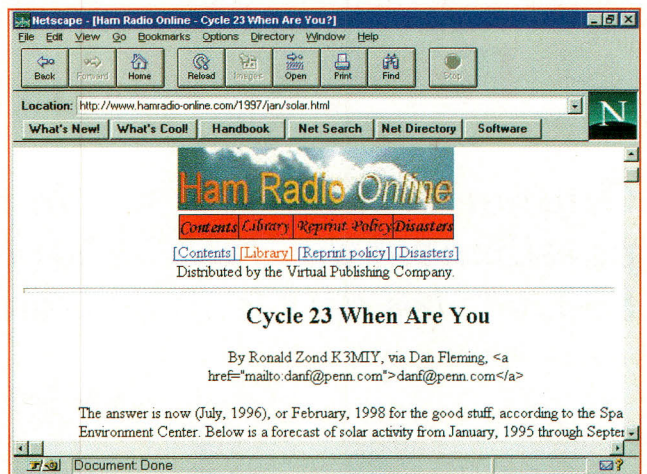 Netscape - [Ham Radio Online - Cycle 23 When Are You?]
File Edit View Go Bookmarks Options Directory Window Help
Back Forward Home Reload Images Open Print Find Stop
Location: http://www.hamradio-online.com/1997/jan/solar.html
N
What's New! What's Cool! Handbook Net Search Net Directory Software
Ham Radio Online
Contents Library Reprint Policy Disasters
[Contents] [Library] [Reprint policy] [Disasters]
Distributed by the Virtual Publishing Company.
Cycle 23 When Are You
By Ronald Zond K3MIY, via Dan Fleming, <a
href="mailto:danf@penn.com">danf@penn.com</a>
The answer is now (July, 1996), or February, 1998 for the good stuff, according to the Spa
Environment Center. Below is a forecast of solar activity from January, 1995 through Septe
Document: Done